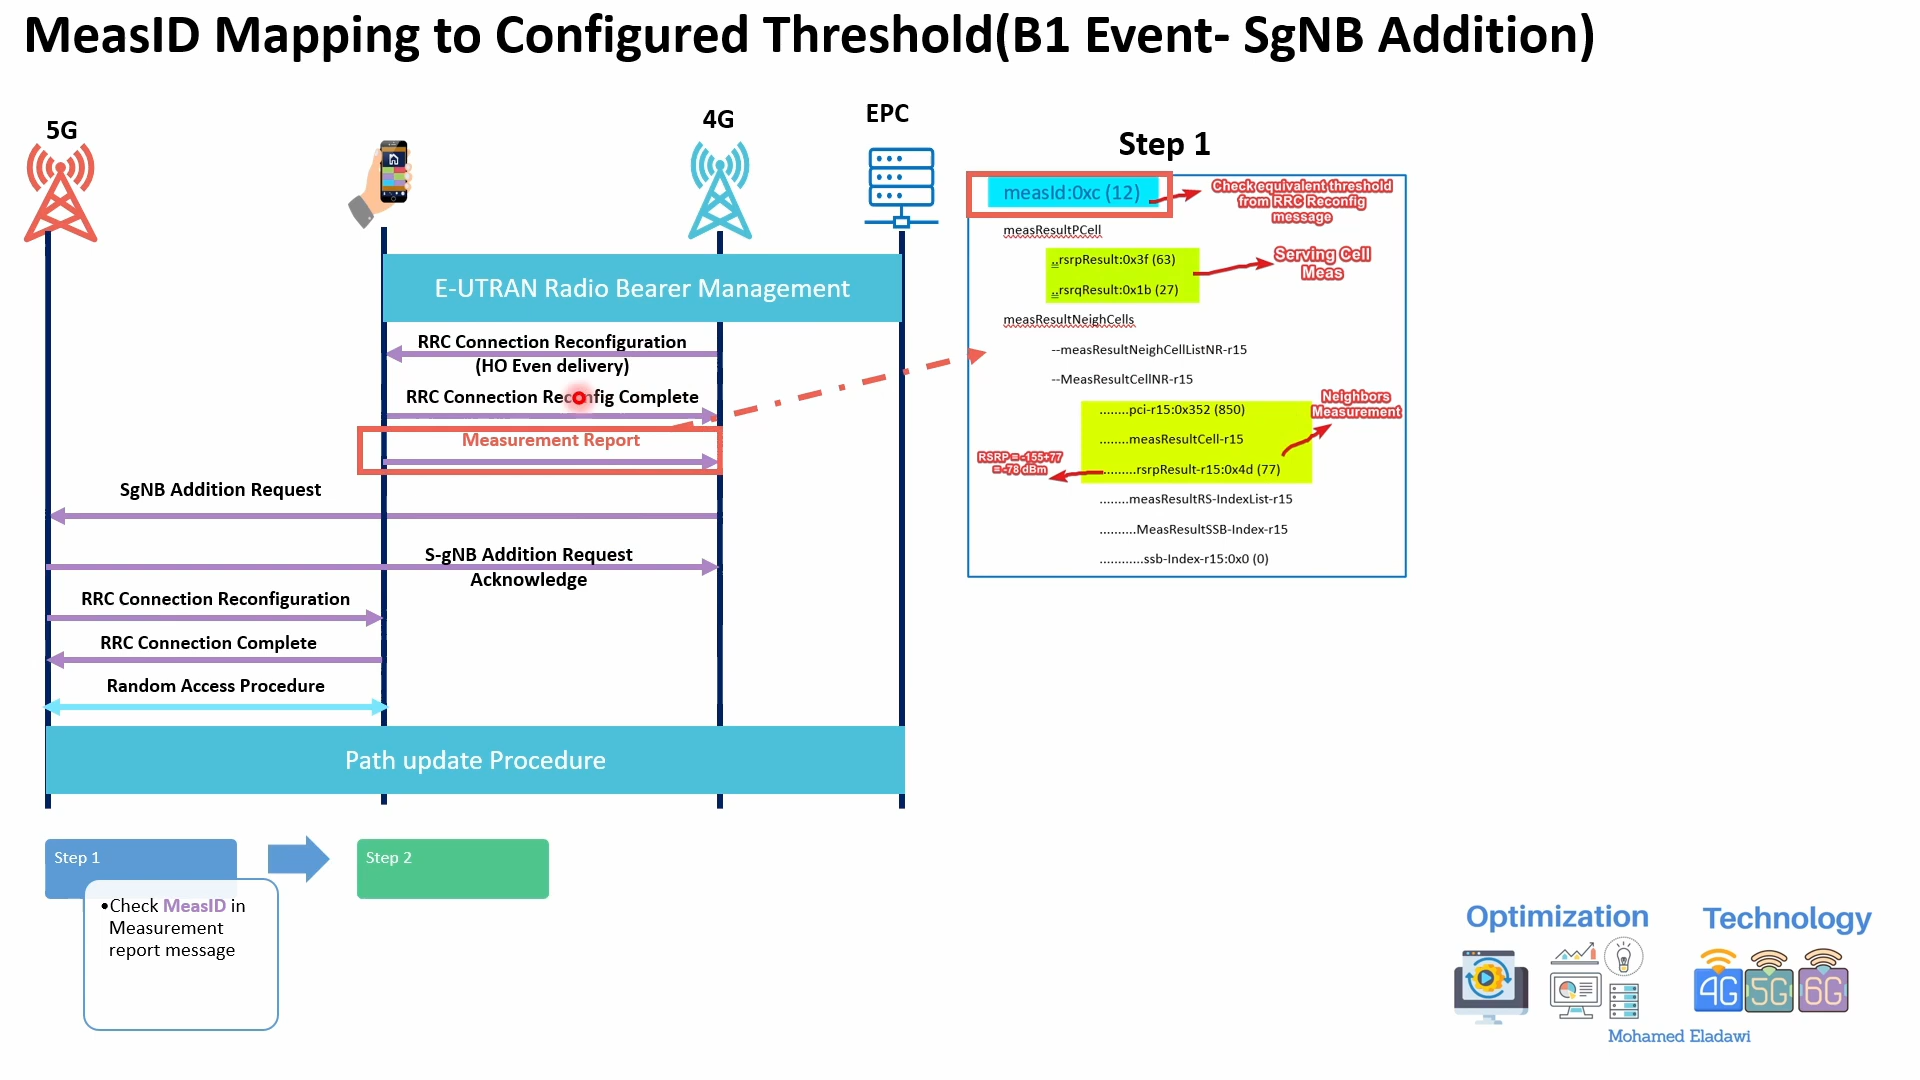 MeasID Mapping to Configured Threshold(B1 Event- SgNB Addition)
5G
4G
EPC
E-UTRAN Radio Bearer Management
RRC Connection Reconfiguration
(HO Even delivery)
RRC Connection Reconfig Complete
Measurement Report
SgNB Addition Request
S-gNB Addition Request
Acknowledge
RRC Connection Reconfiguration
RRC Connection Complete
Random Access Procedure
Path update Procedure
Step 1
measId:0xc (12)
Check equivalent threshold
from RRC Reconfig
message
measResultPCell
..rsrpResult:0x3f (63)
..rsrqResult:0x1b (27)
Serving Cell
Meas
measResultNeighCells
--measResultNeighCellListNR-r15
--MeasResultCellNR-r15
........pci-r15:0x352 (850)
........measResultCell-r15
..........rsrpResult-r15:0x4d (77)
Neighbors
Measurement
RSRP = -155+77
= -78 dBm
........measResultRS-IndexList-r15
..........MeasResultSSB-Index-r15
............ssb-Index-r15:0x0 (0)
Step 1
•Check MeasID in
Measurement
report message
Step 2
Optimization
Technology
4G
5G
6G
Mohamed Eladawi